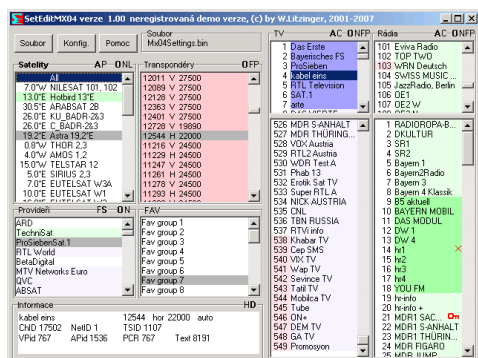 SetEditMX04 verze 1.00 neregistrovaná demo verze, (c) by W.Litzinger, 2001-2007
Soubor Konfig. Pomoc
Soubor
Mx04Settings.bin
Satelity AP ONL
All
7.0°W NILESAT 101, 102
13.0°E Hotbird 13°E
30.5°E ARABSAT 2B
26.0°E KU_BADR-2&3
26.0°E C_BADR-2&3
19.2°E Astra 19,2°E
0.8°W THOR 2,3
4.0°W AMOS 1,2
15.0°W TELSTAR 12
5.0°E SIRIUS 2,3
7.0°E EUTELSAT W3A
10.0°E EUTELSAT W1
Transpondéry OFP
12011 V 27500
12089 V 27500
12128 V 27500
12363 V 27500
12401 V 27500
12728 V 19890
12544 H 22000
11216 V 24500
11229 H 24500
11247 V 24500
11261 H 24500
11278 V 24500
11293 H 24500
Provideři FS ON
ARD
TechniSat
ProSiebenSat.1
RTL World
BetaDigital
MTV Networks Euro
QVC
ABSAT
FAV
Fav group 1
Fav group 2
Fav group 3
Fav group 4
Fav group 5
Fav group 6
Fav group 7
Fav group 8
Informace HD
kabel eins 12544 hor 22000 auto
ChID 17502 NetID 1 TSID 1107
VPid 767 APid 1536 PCR 767 Text 8191
TV AC ONFP
1 Das Erste
2 Bayerisches FS
3 ProSieben
4 kabel eins
5 RTL Television
6 SAT.1
7 arte
526 MDR S-ANHALT
527 MDR THÜRING...
528 VOX Austria
529 RTL2 Austria
530 WDR Test A
531 Phab 13
532 Erotik Sat TV
533 Super RTL A
534 NICK AUSTRIA
535 CNL
536 TBN RUSSIA
537 RTVi info
538 Khabar TV
539 Cep SMS
540 VIX TV
541 Wap TV
542 Sevince TV
543 Tatil TV
544 Mobilca TV
545 Tube
546 ON+
547 DEM TV
548 GA TV
549 Promosyon
Rádia AC ONFP
101 Eviva Radio
102 TOP TWO
103 WRN Deutsch
104 SWISS MUSIC ...
105 JazzRadio, Berlin
106 OE1
107 OE2 W
1 RADIOROPA-B...
2 DKULTUR
3 SR1
4 SR2
5 Bayern 1
6 Bayern2Radio
7 Bayern 3
8 Bayern 4 Klassik
9 B5 aktuell
10 BAYERN MOBIL
11 DAS MODUL
12 DW 1
13 DW 4
14 hr1
15 hr2
16 hr3
17 hr4
18 YOU FM
19 hr-info
20 hr-info +
21 MDR1 SAC...
22 MDR1 S-ANHALT
23 MDR1 THÜRIN...
24 MDR FIGARO
25 MDR JUMP